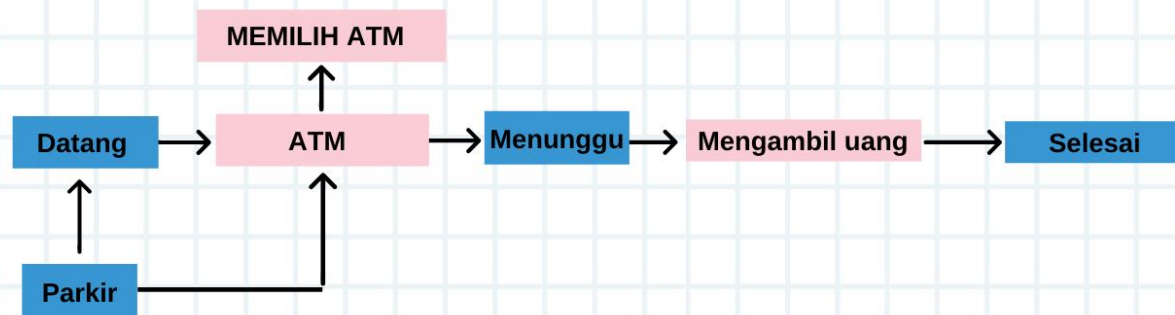 MEMILIH ATM
Datang
ATM
Menunggu
Mengambil uang
Selesai
Parkir